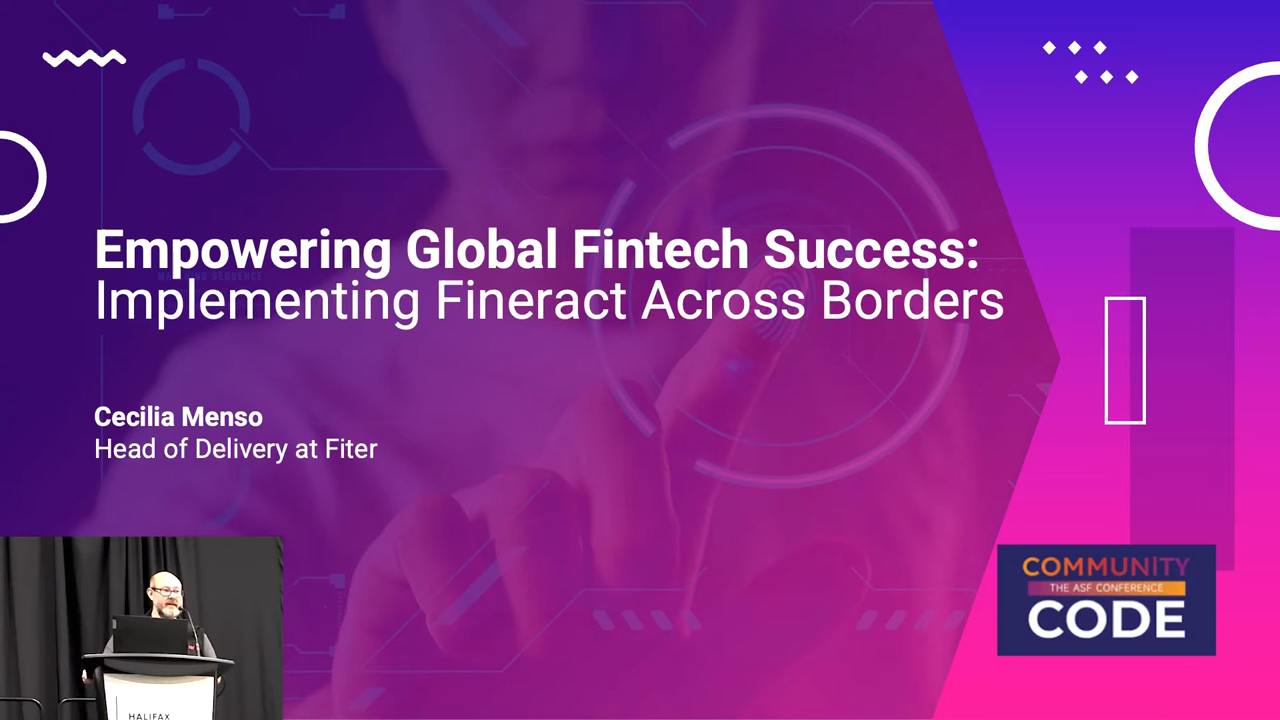 Empowering Global Fintech Success:
Implementing Fineract Across Borders
Cecilia Menso
Head of Delivery at Fiter
COMMUNITY
THE ASF CONFERENCE
CODE
HALIFAX